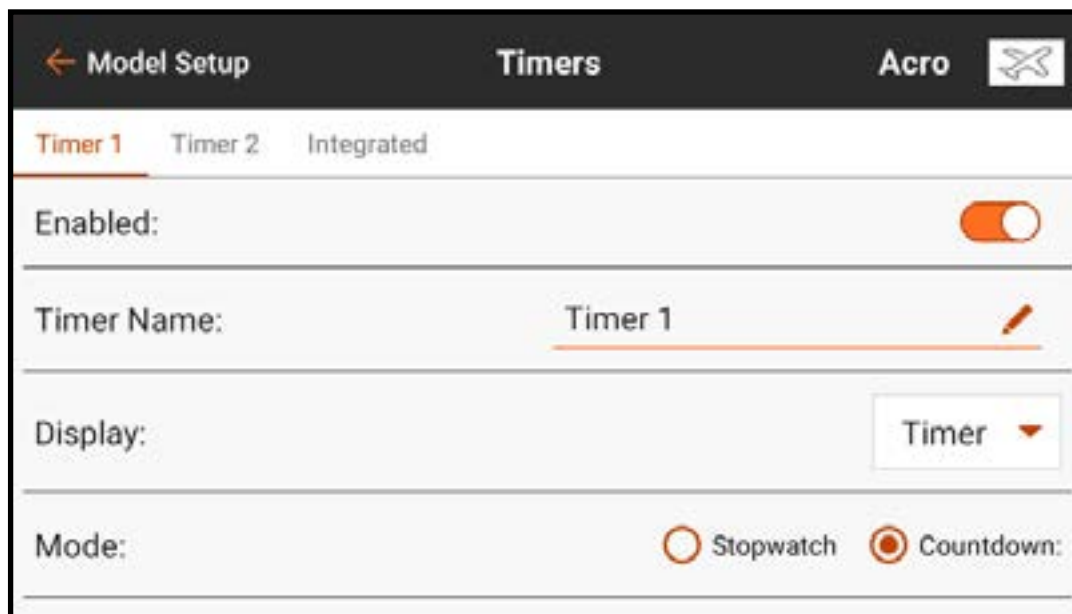 Model Setup Timers Acro
Timer 1 Timer 2 Integrated
Enabled:
Timer Name: Timer 1
Display: Timer
Mode: Stopwatch Countdown: